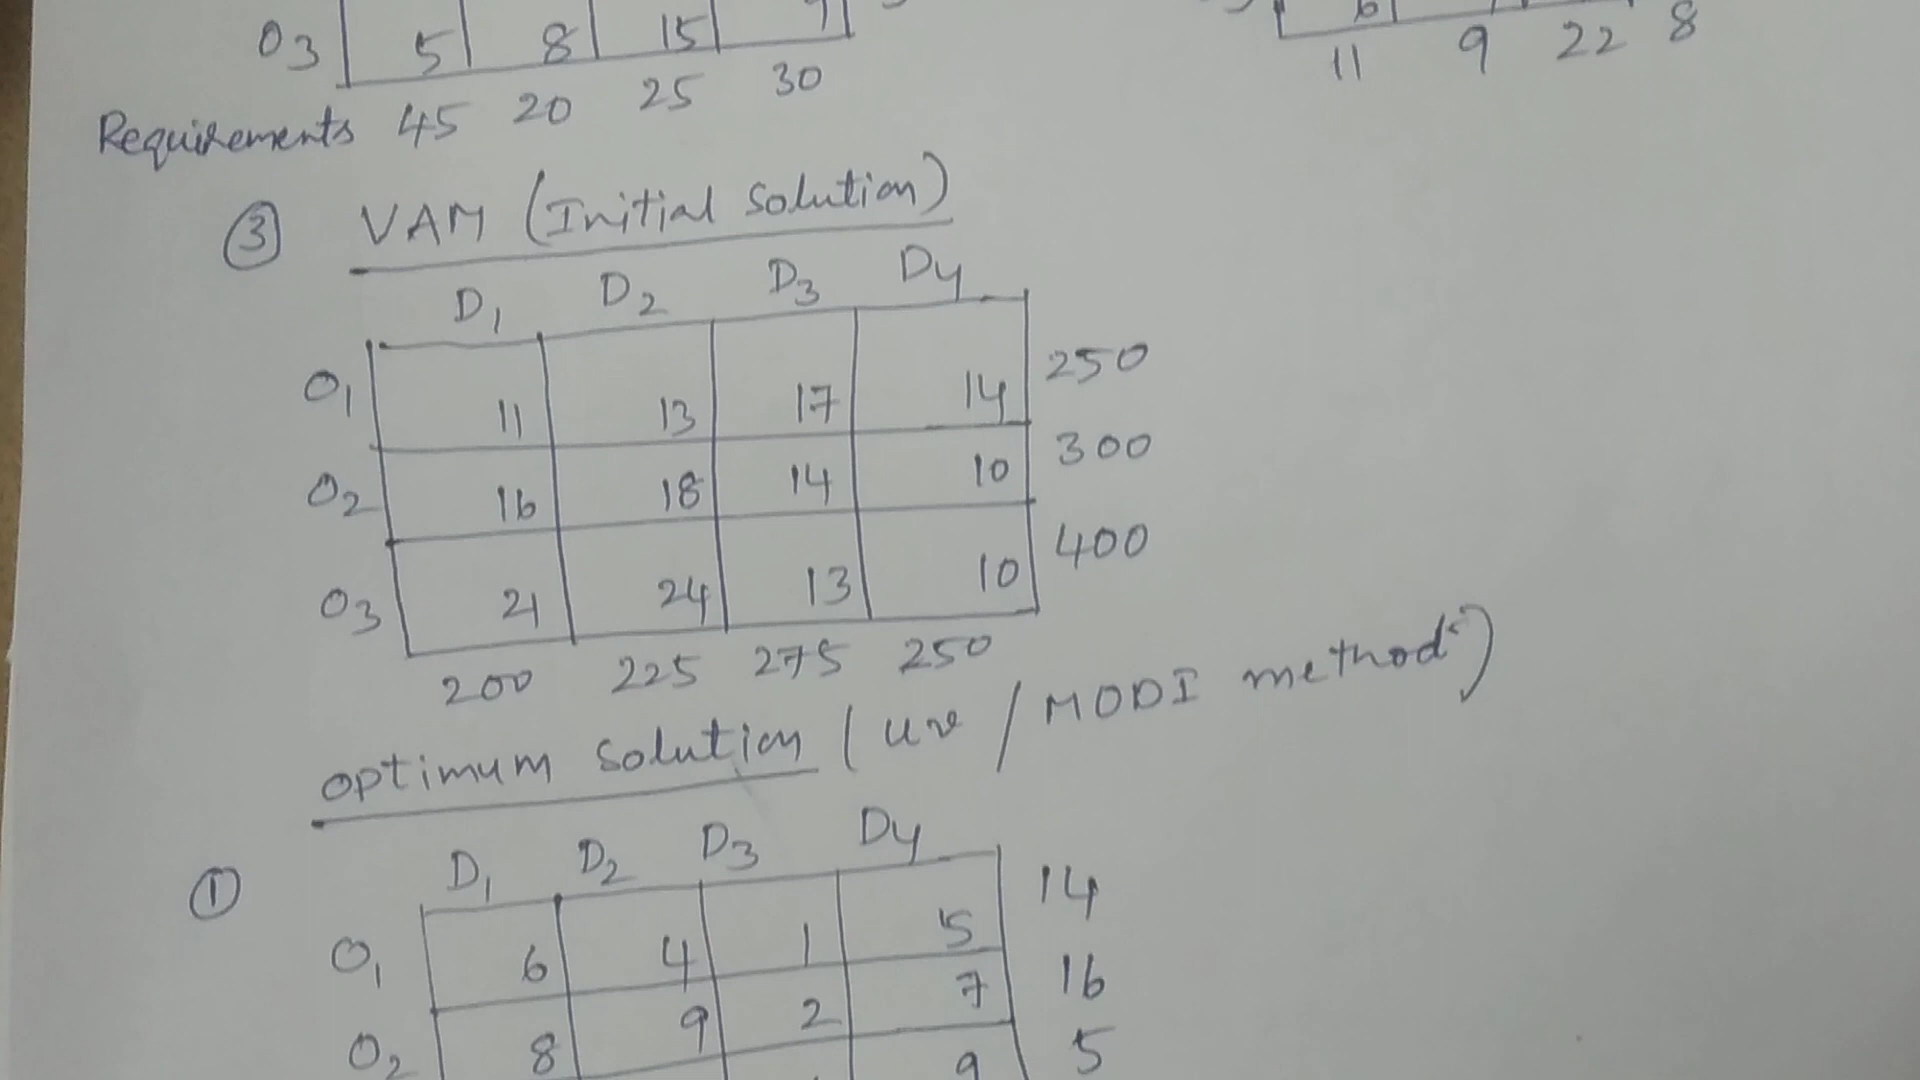 O3 5 8 15
6
Requirements 45 20 25 30
11 9 22 8
③ VAM (Initial Solution)
D1 D2 D3 D4
O1 11 13 17 14 250
O2 16 18 14 10 300
O3 21 24 13 10 400
200 225 275 250
optimum Solution (uv / MODI method)
① D1 D2 D3 D4
O1 6 4 1 5 14
O2 8 9 2 7 16
9 5